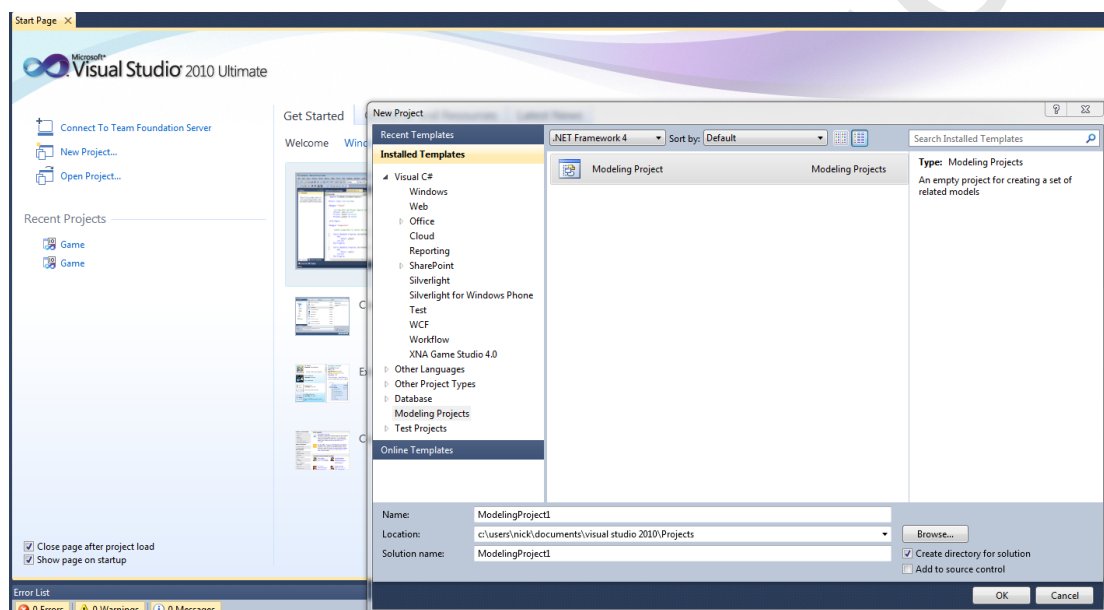 Start Page
Microsoft®
Visual Studio® 2010 Ultimate
Connect To Team Foundation Server
New Project...
Open Project...
Recent Projects
Game
Game
Close page after project load
Show page on startup
Get Started
Welcome
New Project
Recent Templates
Installed Templates
Visual C#
Windows
Web
Office
Cloud
Reporting
SharePoint
Silverlight
Silverlight for Windows Phone
Test
WCF
Workflow
XNA Game Studio 4.0
Other Languages
Other Project Types
Database
Modeling Projects
Test Projects
Online Templates
.NET Framework 4 Sort by: Default
Modeling Project Modeling Projects
Search Installed Templates
Type: Modeling Projects
An empty project for creating a set of
related models
Name: ModelingProject1
Location: c:\users\nick\documents\visual studio 2010\Projects Browse...
Solution name: ModelingProject1
Create directory for solution
Add to source control
OK Cancel
Error List
0 Errors 0 Warnings 0 Messages